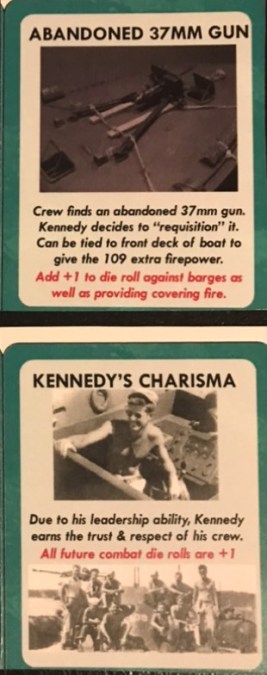 ABANDONED 37MM GUN
Crew finds an abandoned 37mm gun.
Kennedy decides to “requisition” it.
Can be tied to front deck of boat to
give the 109 extra firepower.
Add +1 to die roll against barges as
well as providing covering fire.
KENNEDY'S CHARISMA
Due to his leadership ability, Kennedy
earns the trust & respect of his crew.
All future combat die rolls are +1